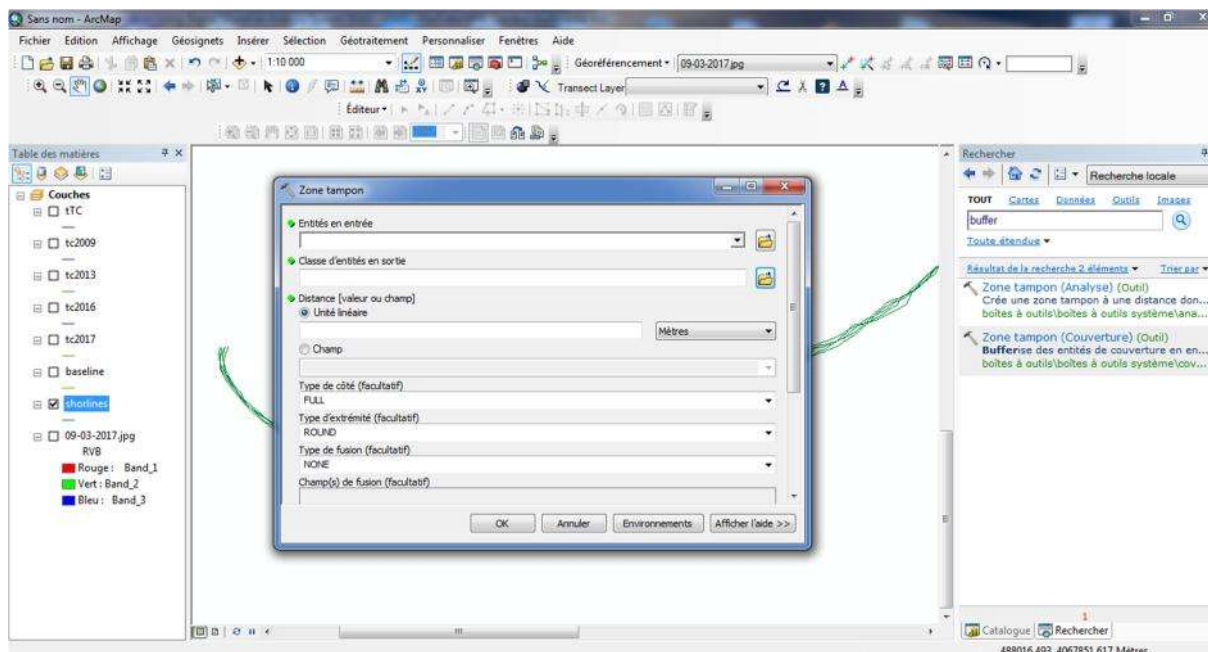 Sans nom - ArcMap
Fichier Edition Affichage Géosignets Insérer Sélection Géotraitement Personnaliser Fenêtres Aide
1:10 000
Géoréférencement
09-03-2017.jpg
Transect Layer
Éditeur
Table des matières
Couches
tTC
tc2009
tc2013
tc2016
tc2017
baseline
shorlines
09-03-2017.jpg
RVB
Rouge : Band_1
Vert : Band_2
Bleu : Band_3
Zone tampon
Entités en entrée
Classe d'entités en sortie
Distance [valeur ou champ]
Unité linéaire
Mètres
Champ
Type de côté (facultatif)
FULL
Type d'extrémité (facultatif)
ROUND
Type de fusion (facultatif)
NONE
Champ(s) de fusion (facultatif)
OK Annuler Environnements Afficher l'aide >>
Rechercher
Recherche locale
TOUT Cartes Données Outils Images
buffer
Toute étendue
Résultat de la recherche 2 éléments Trier par
Zone tampon (Analyse) (Outil)
Crée une zone tampon à une distance don...
boîtes à outils\boîtes à outils système\ana...
Zone tampon (Couverture) (Outil)
Bufferise des entités de couverture en en...
boîtes à outils\boîtes à outils système\cov...
1
Catalogue Rechercher
488016,493 4067851,617 Mètres